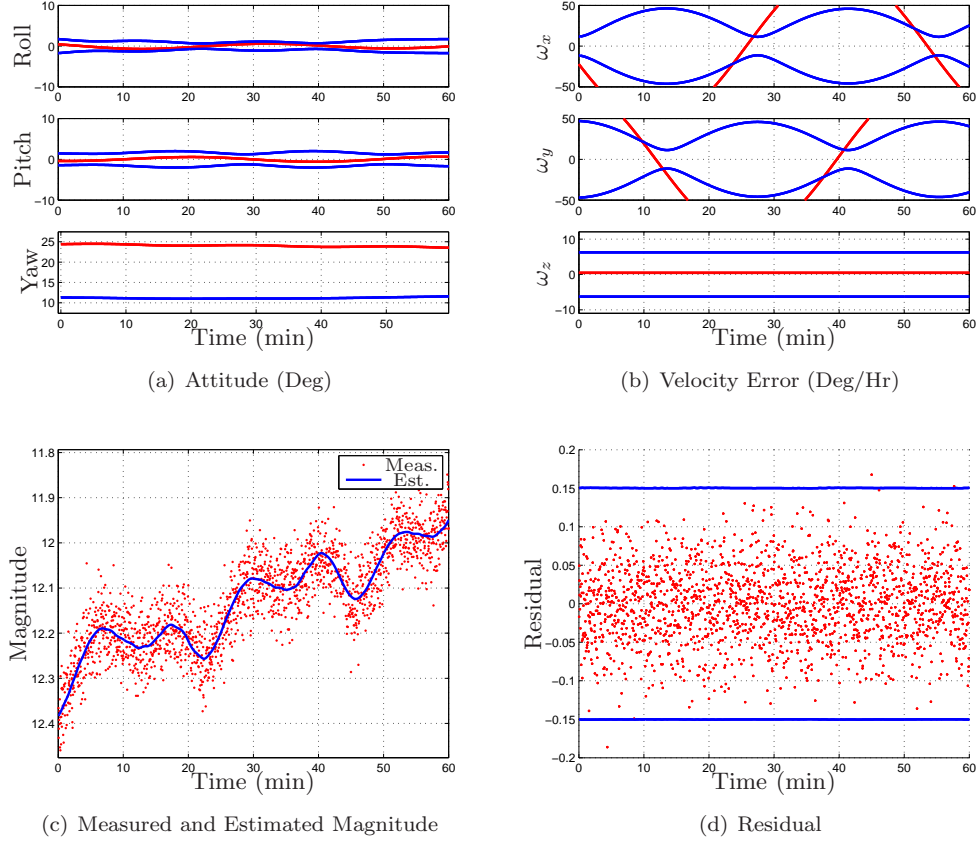 10
0
−10
Roll
0 10 20 30 40 50 60
10
0
−10
Pitch
0 10 20 30 40 50 60
25
20
15
10
Yaw
0 10 20 30 40 50
Time (min)
(a) Attitude (Deg)
50
0
−50
ωx
0 10 20 30 40 50 60
50
0
−50
ωy
0 10 20 30 40 50 60
10
0
−10
ωz
0 10 20 30 40 50 60
Time (min)
(b) Velocity Error (Deg/Hr)
11.8
11.9
12
12.1
12.2
12.3
12.4
Magnitude
Meas.
Est.
0 10 20 30 40 50 60
Time (min)
(c) Measured and Estimated Magnitude
0.2
0.15
0.1
0.05
0
−0.05
−0.1
−0.15
−0.2
Residual
0 10 20 30 40 50 60
Time (min)
(d) Residual